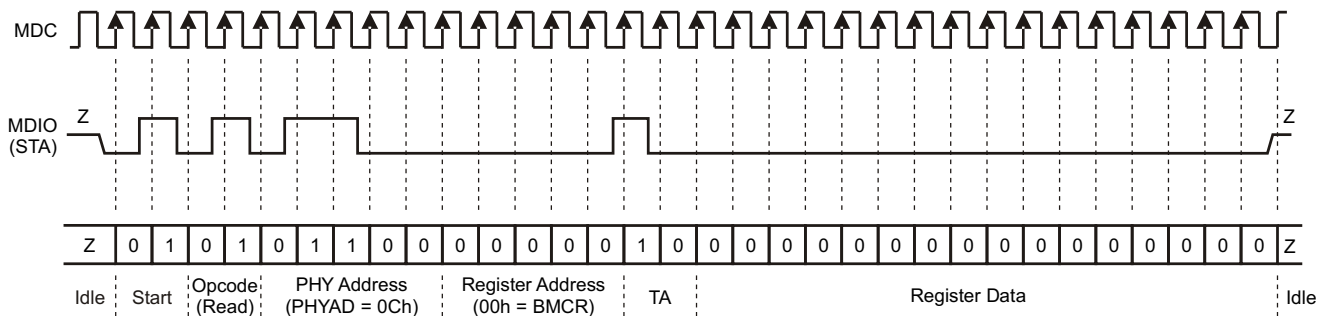 MDC
MDIO
(STA)
Z
Z
Z 0 1 0 1 0 1 1 0 0 0 0 0 0 0 1 0 0 0 0 0 0 0 0 0 0 0 0 0 0 0 0 0 Z
Idle
Start
Opcode
(Read)
PHY Address
(PHYAD = 0Ch)
Register Address
(00h = BMCR)
TA
Register Data
Idle